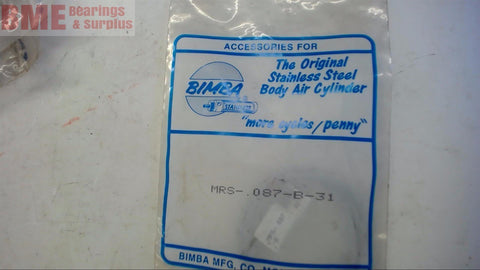 BME Bearings
& Surplus
ACCESSORIES FOR
The Original
Stainless Steel
Body Air Cylinder
BIMBA
STAINLESS
"more cycles/penny"
MRS-.087-B-31
BIMBA MFG. CO.